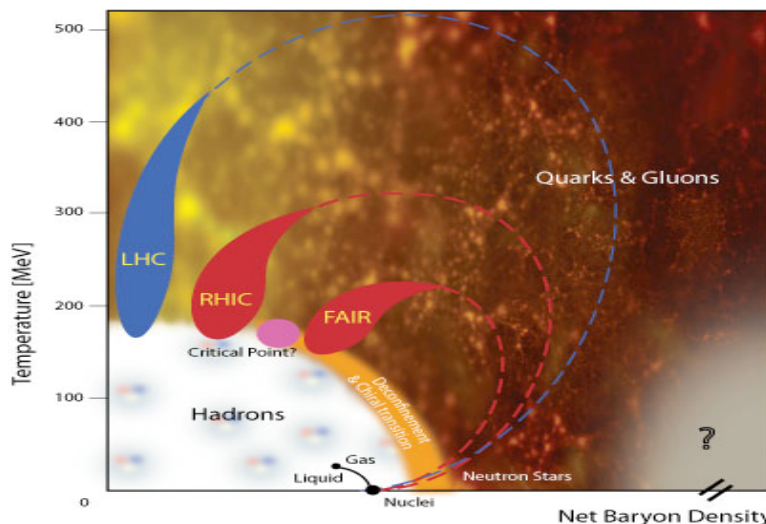 500
400
300
200
100
0
Temperature [MeV]
LHC
RHIC
FAIR
Quarks & Gluons
Critical Point?
Hadrons
Deconfinement
& Chiral transition
Gas
Liquid
Nuclei
Neutron Stars
?
Net Baryon Density